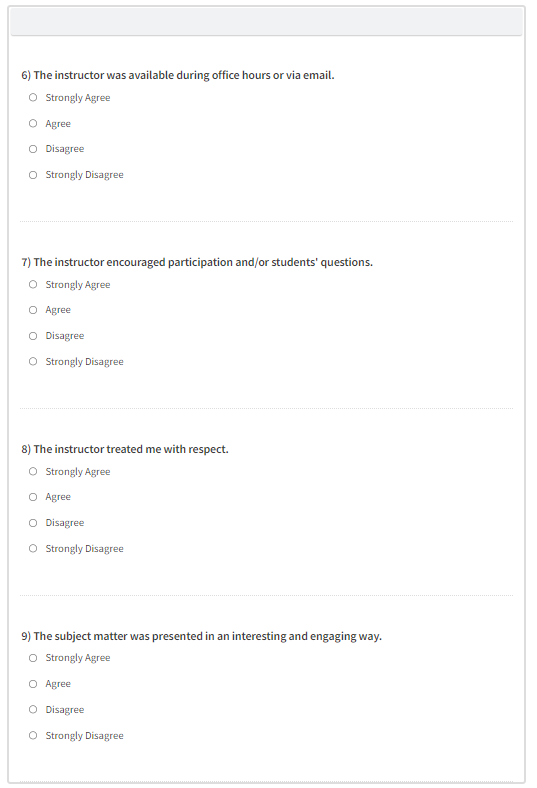 6) The instructor was available during office hours or via email.
Strongly Agree
Agree
Disagree
Strongly Disagree
7) The instructor encouraged participation and/or students' questions.
Strongly Agree
Agree
Disagree
Strongly Disagree
8) The instructor treated me with respect.
Strongly Agree
Agree
Disagree
Strongly Disagree
9) The subject matter was presented in an interesting and engaging way.
Strongly Agree
Agree
Disagree
Strongly Disagree